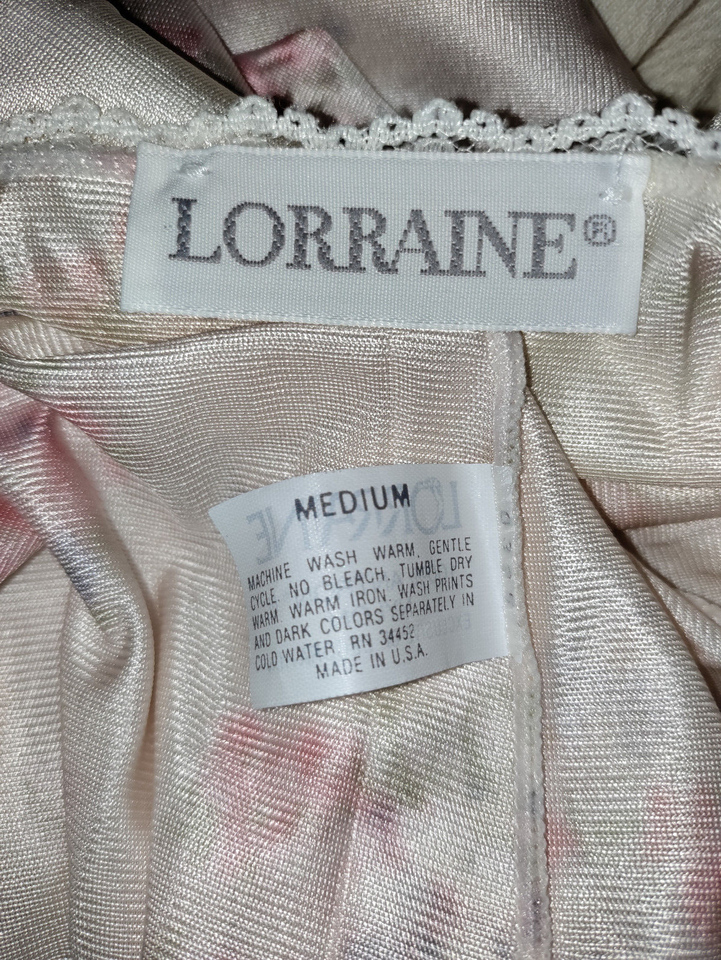 LORRAINE®
MEDIUM
MACHINE WASH WARM, GENTLE
CYCLE. NO BLEACH. TUMBLE DRY
WARM WARM IRON. WASH PRINTS
AND DARK COLORS SEPARATELY IN
COLD WATER. RN 34452
MADE IN U.S.A.